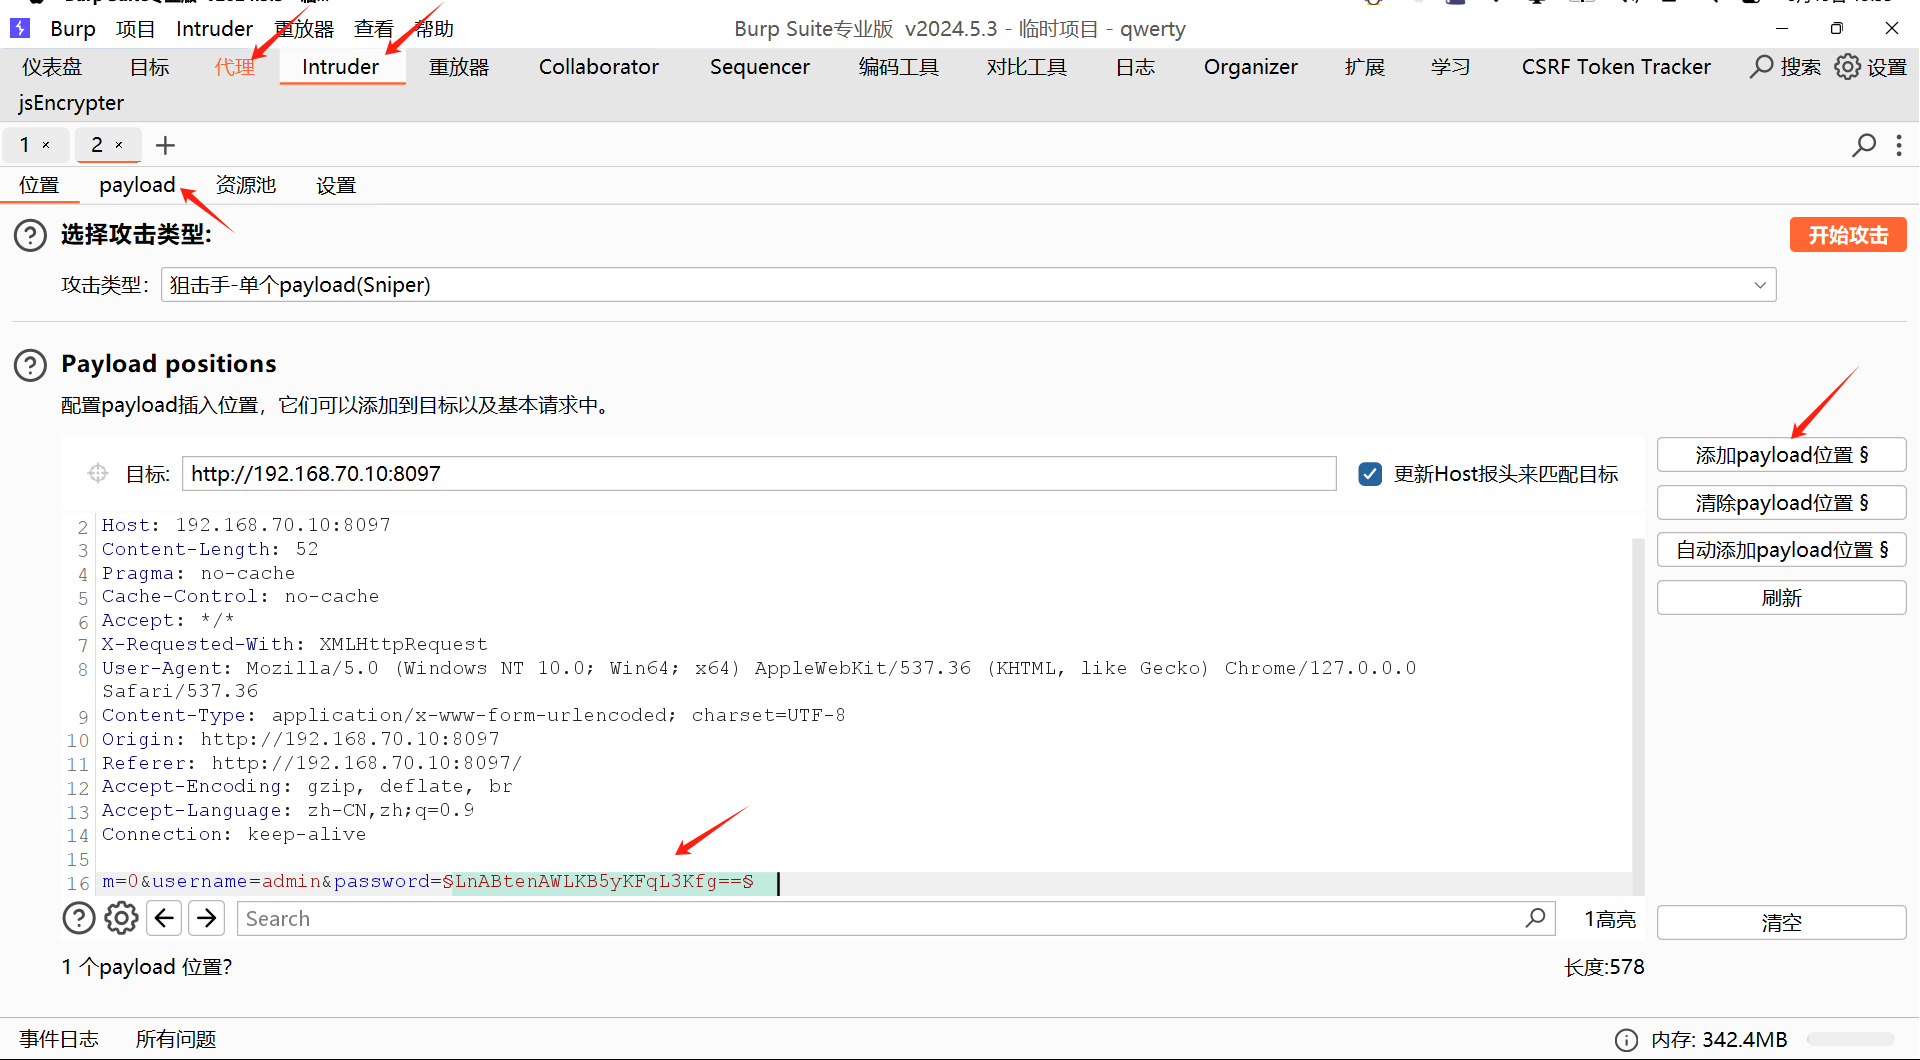 Burp 项目 Intruder 重放器 查看 帮助 Burp Suite专业版 v2024.5.3 - 临时项目 - qwerty
仪表盘 目标 代理 Intruder 重放器 Collaborator Sequencer 编码工具 对比工具 日志 Organizer 扩展 学习 CSRF Token Tracker 搜索 设置
jsEncrypter
1 × 2 × +
位置 payload 资源池 设置
选择攻击类型: 开始攻击
攻击类型: 狙击手-单个payload(Sniper)
Payload positions
配置payload插入位置，它们可以添加到目标以及基本请求中。
目标: http://192.168.70.10:8097 更新Host报头来匹配目标
添加payload位置 §
清除payload位置 §
自动添加payload位置 §
刷新
2 Host: 192.168.70.10:8097
3 Content-Length: 52
4 Pragma: no-cache
5 Cache-Control: no-cache
6 Accept: */*
7 X-Requested-With: XMLHttpRequest
8 User-Agent: Mozilla/5.0 (Windows NT 10.0; Win64; x64) AppleWebKit/537.36 (KHTML, like Gecko) Chrome/127.0.0.0
Safari/537.36
9 Content-Type: application/x-www-form-urlencoded; charset=UTF-8
10 Origin: http://192.168.70.10:8097
11 Referer: http://192.168.70.10:8097/
12 Accept-Encoding: gzip, deflate, br
13 Accept-Language: zh-CN,zh;q=0.9
14 Connection: keep-alive
15
16 m=0&username=admin&password=§LnABtenAWLKB5yKFqL3Kfg==§
Search 1高亮 清空
1 个payload 位置? 长度:578
事件日志 所有问题 内存: 342.4MB